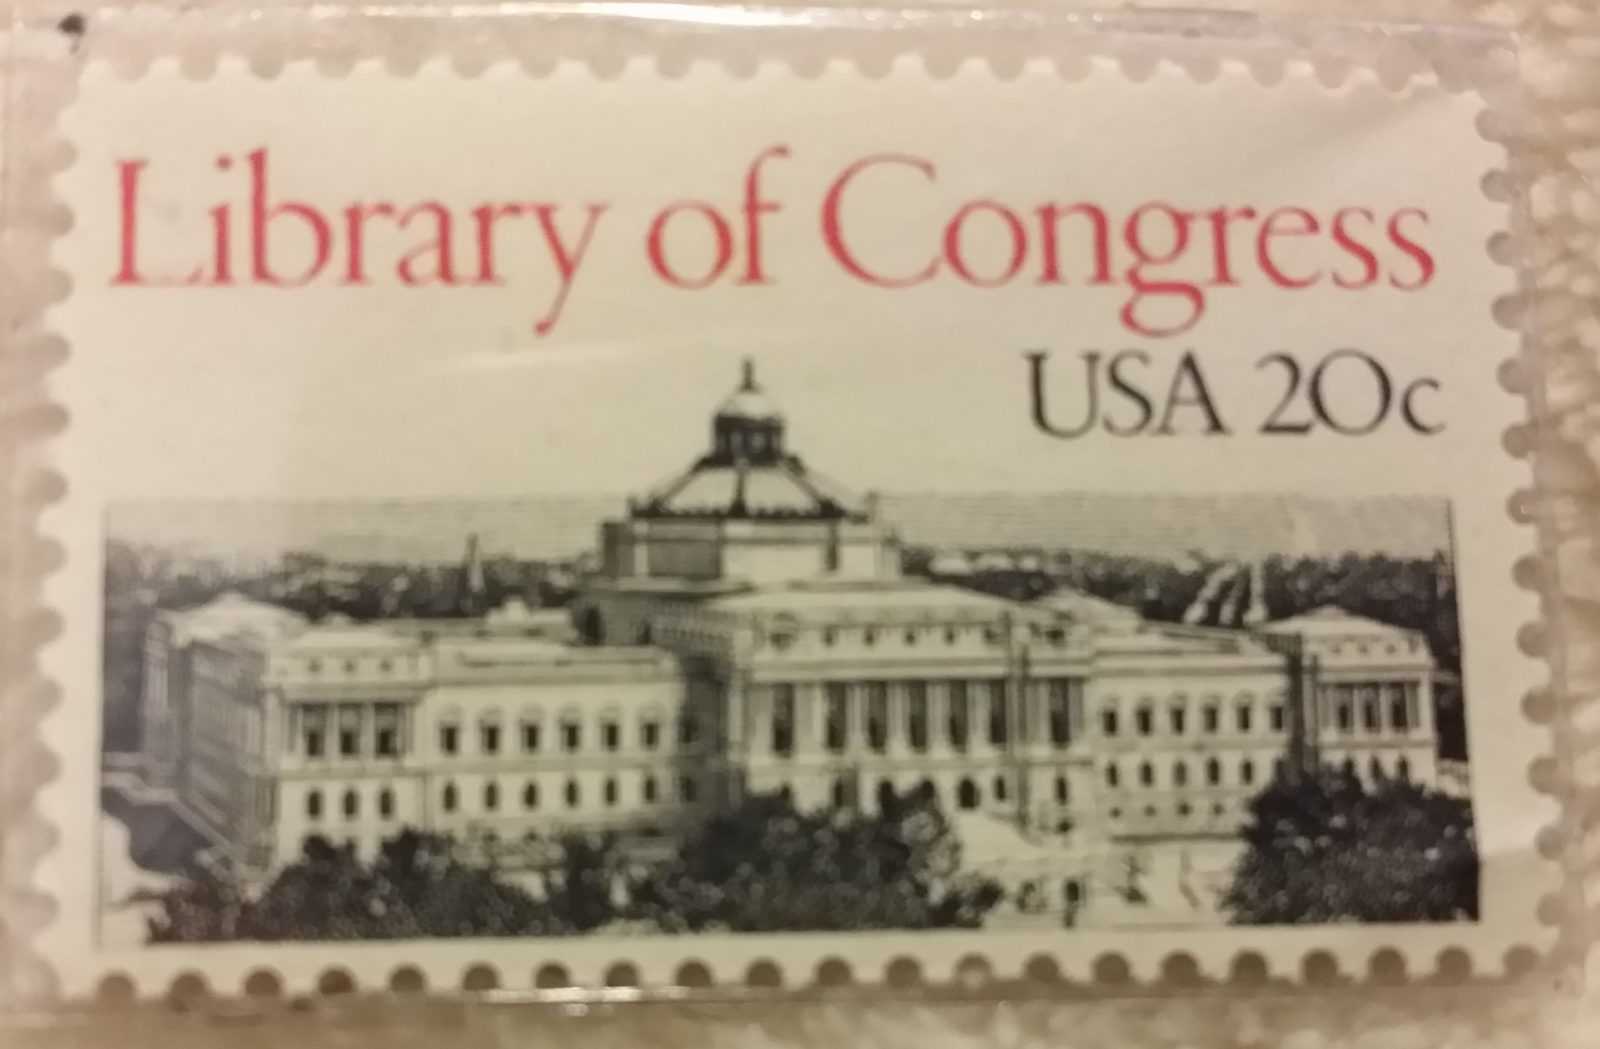 Library of Congress
USA 20c